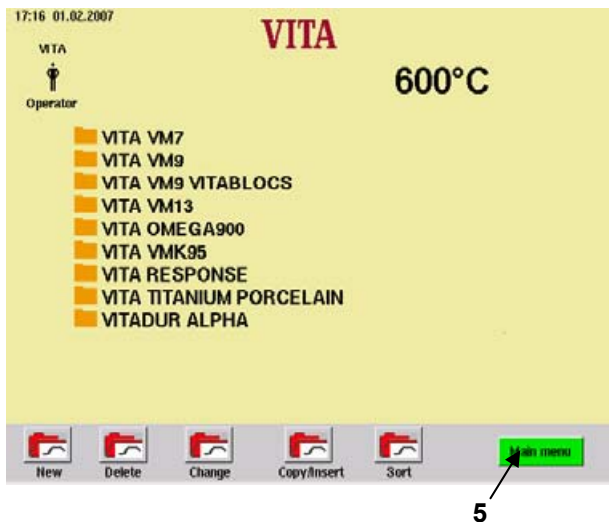 17:16 01.02.2007
VITA
VITA
600°C
Operator
VITA VM7
VITA VM9
VITA VM9 VITABLOCS
VITA VM13
VITA OMEGA900
VITA VMK95
VITA RESPONSE
VITA TITANIUM PORCELAIN
VITADUR ALPHA
New Delete Change Copy/Insert Sort Main menu
5